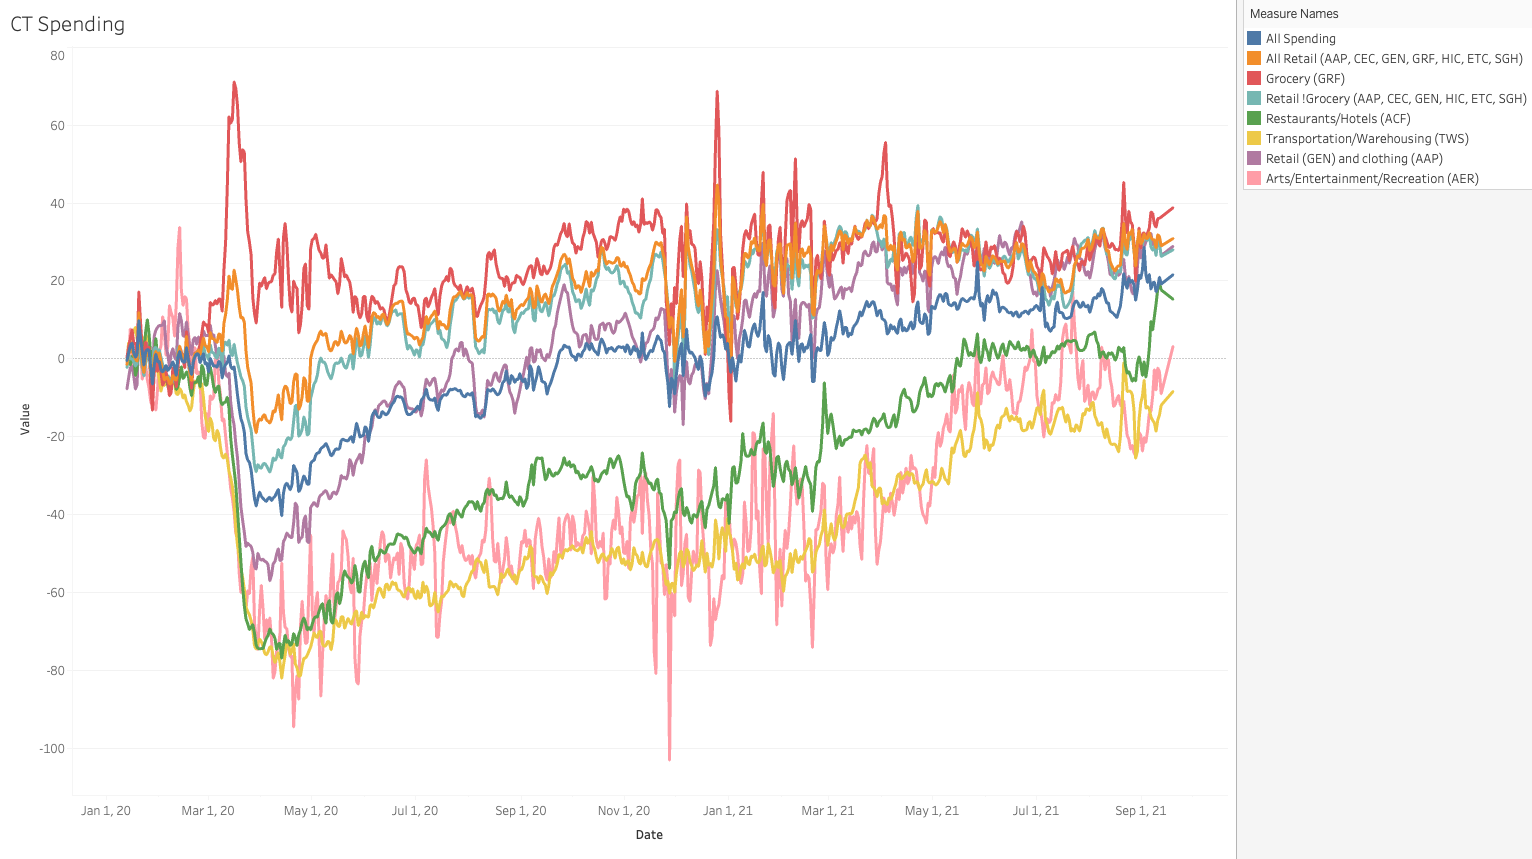 CT Spending
Measure Names
All Spending
All Retail (AAP, CEC, GEN, GRF, HIC, ETC, SGH)
Grocery (GRF)
Retail !Grocery (AAP, CEC, GEN, HIC, ETC, SGH)
Restaurants/Hotels (ACF)
Transportation/Warehousing (TWS)
Retail (GEN) and clothing (AAP)
Arts/Entertainment/Recreation (AER)
Value
80
60
40
20
0
-20
-40
-60
-80
-100
Jan 1, 20
Mar 1, 20
May 1, 20
Jul 1, 20
Sep 1, 20
Nov 1, 20
Jan 1, 21
Mar 1, 21
May 1, 21
Jul 1, 21
Sep 1, 21
Date